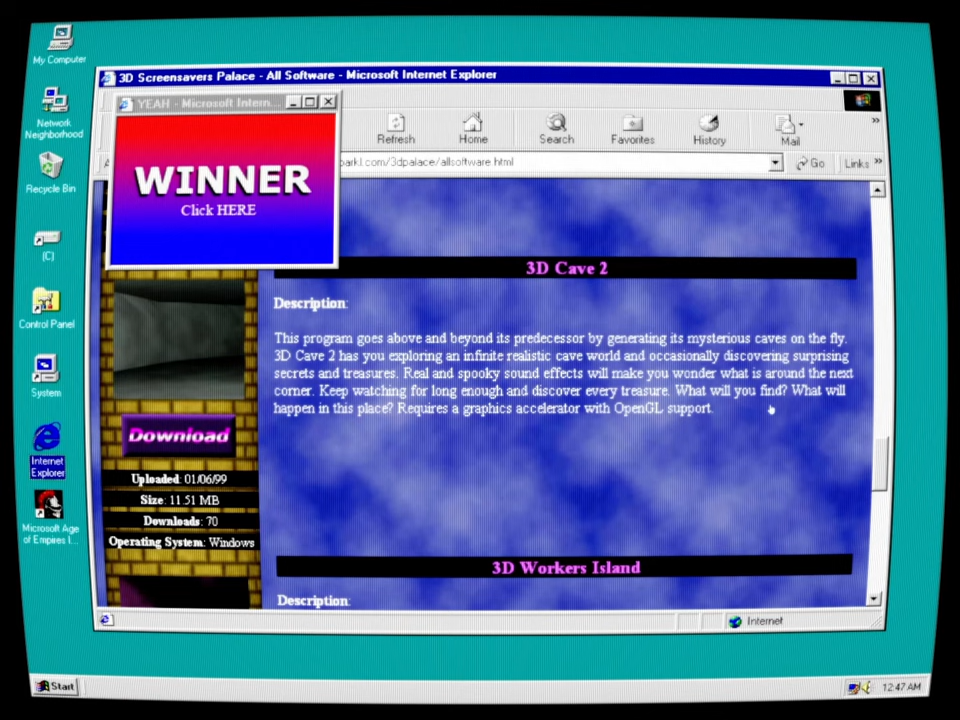 My Computer
Network
Neighborhood
Recycle Bin
(C)
Control Panel
System
Internet
Explorer
Microsoft Age
of Empires I...
3D Screensavers Palace - All Software - Microsoft Internet Explorer
YEAH - Microsoft Intern...
WINNER
Click HERE
Refresh
Home
Search
Favorites
History
Mail
.com/3dpalace/allsoftware.html
Go
Links
3D Cave 2
Description:
This program goes above and beyond its predecessor by generating its mysterious caves on the fly.
3D Cave 2 has you exploring an infinite realistic cave world and occasionally discovering surprising
secrets and treasures. Real and spooky sound effects will make you wonder what is around the next
corner. Keep watching for long enough and discover every treasure. What will you find? What will
happen in this place? Requires a graphics accelerator with OpenGL support.
Download
Uploaded: 01/06/99
Size: 11.51 MB
Downloads: 70
Operating System: Windows
3D Workers Island
Description:
Internet
Start
12:47 AM